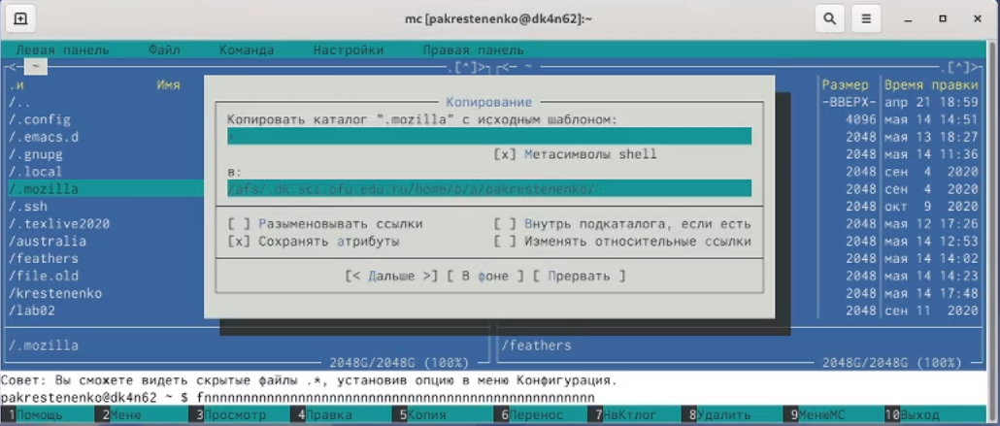 mc [pakrestenenko@dk4n62]:~
Левая панель Файл Команда Настройки Правая панель
<— ~ .[^]> <— ~ .[^]>
.и Имя Размер Время правки
/.. -ВВЕРХ- апр 21 18:59
/.config 4096 мая 14 14:51
/.emacs.d 2048 мая 13 18:27
/.gnupg 2048 мая 14 11:36
/.local 2048 сен 4 2020
/.mozilla 2048 сен 4 2020
/.ssh 2048 окт 9 2020
/.texlive2020 2048 мая 12 17:26
/australia 2048 мая 14 12:53
/feathers 2048 мая 14 14:02
/file.old 2048 мая 14 14:23
/krestenenko 2048 мая 14 17:48
/lab02 2048 сен 11 2020
Копирование
Копировать каталог ".mozilla" с исходным шаблоном:
[x] Метасимволы shell
в:
/afs/.dk.sci.pfu.edu.ru/home/p/a/pakrestenenko/
[ ] Разыменовывать ссылки [ ] Внутрь подкаталога, если есть
[x] Сохранять атрибуты [ ] Изменять относительные ссылки
[< Дальше >] [ В фоне ] [ Прервать ]
/.mozilla /feathers
2048G/2048G (100%) 2048G/2048G (100%)
Совет: Вы сможете видеть скрытые файлы .*, установив опцию в меню Конфигурация.
pakrestenenko@dk4n62 ~ $ fnnnnnnnnnnnnnnnnnnnnnnnnnnnnnnnnnnnnnnnnnnnnnnnnnn
1Помощь 2Меню 3Просмотр 4Правка 5Копия 6Перенос 7НвКтлог 8Удалить 9МенюMC 10Выход